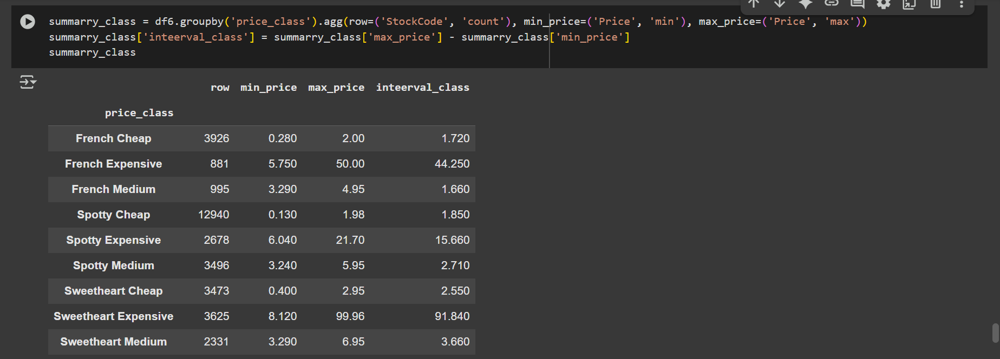 summarry_class = df6.groupby('price_class').agg(row=('StockCode', 'count'), min_price=('Price', 'min'), max_price=('Price', 'max'))
summarry_class['inteerval_class'] = summarry_class['max_price'] - summarry_class['min_price']
summarry_class
row min_price max_price inteerval_class
price_class
French Cheap 3926 0.280 2.00 1.720
French Expensive 881 5.750 50.00 44.250
French Medium 995 3.290 4.95 1.660
Spotty Cheap 12940 0.130 1.98 1.850
Spotty Expensive 2678 6.040 21.70 15.660
Spotty Medium 3496 3.240 5.95 2.710
Sweetheart Cheap 3473 0.400 2.95 2.550
Sweetheart Expensive 3625 8.120 99.96 91.840
Sweetheart Medium 2331 3.290 6.95 3.660